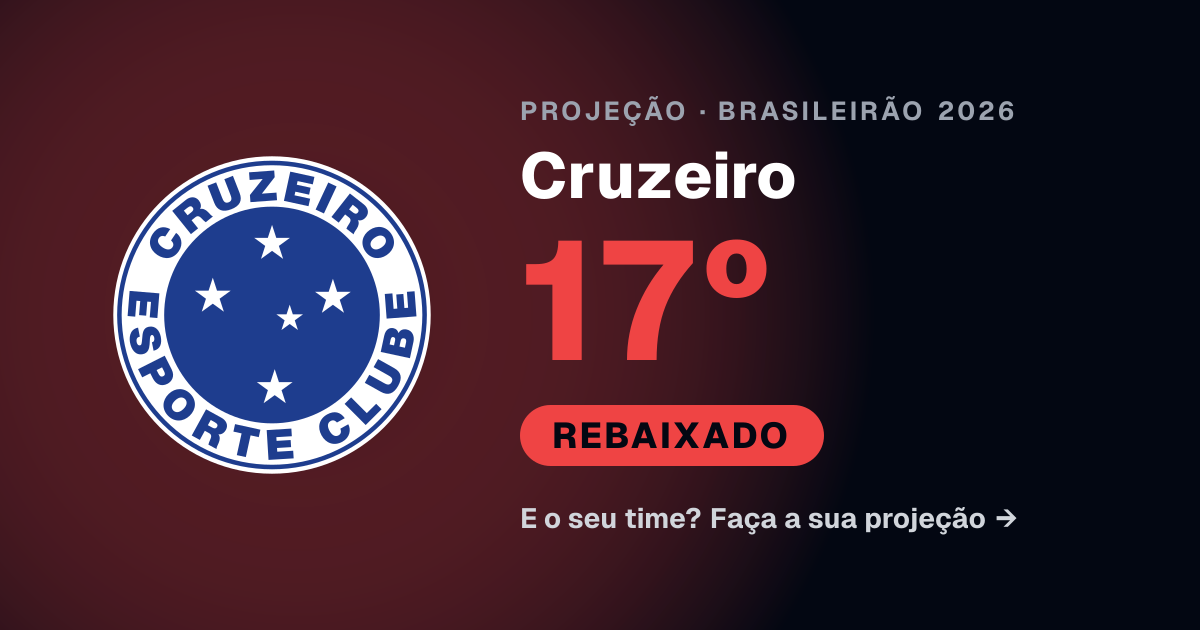 CRUZEIRO
ESPORTE CLUBE
PROJEÇÃO · BRASILEIRÃO 2026
Cruzeiro
17º
REBAIXADO
E o seu time? Faça a sua projeção →